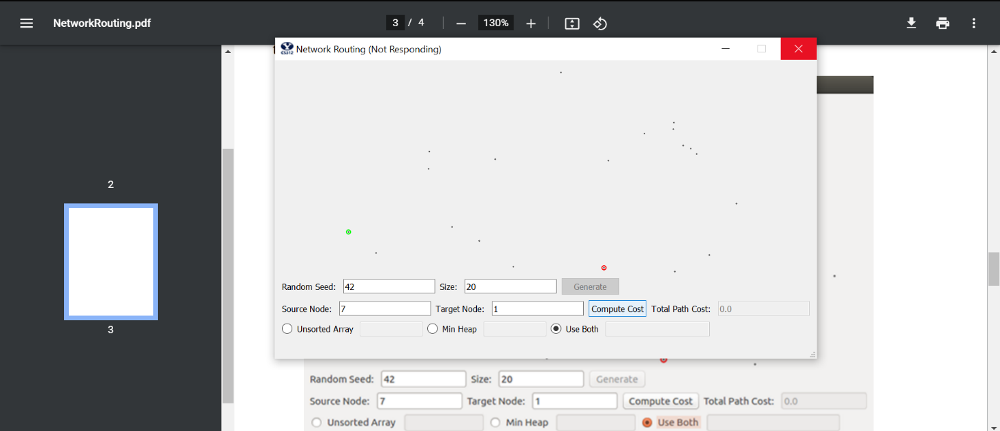 NetworkRouting.pdf
3 / 4
130%
CS312
Network Routing (Not Responding)
2
3
Random Seed: 42 Size: 20 Generate
Source Node: 7 Target Node: 1 Compute Cost Total Path Cost: 0.0
Unsorted Array Min Heap Use Both
Random Seed: 42 Size: 20 Generate
Source Node: 7 Target Node: 1 Compute Cost Total Path Cost: 0.0
Unsorted Array Min Heap Use Both